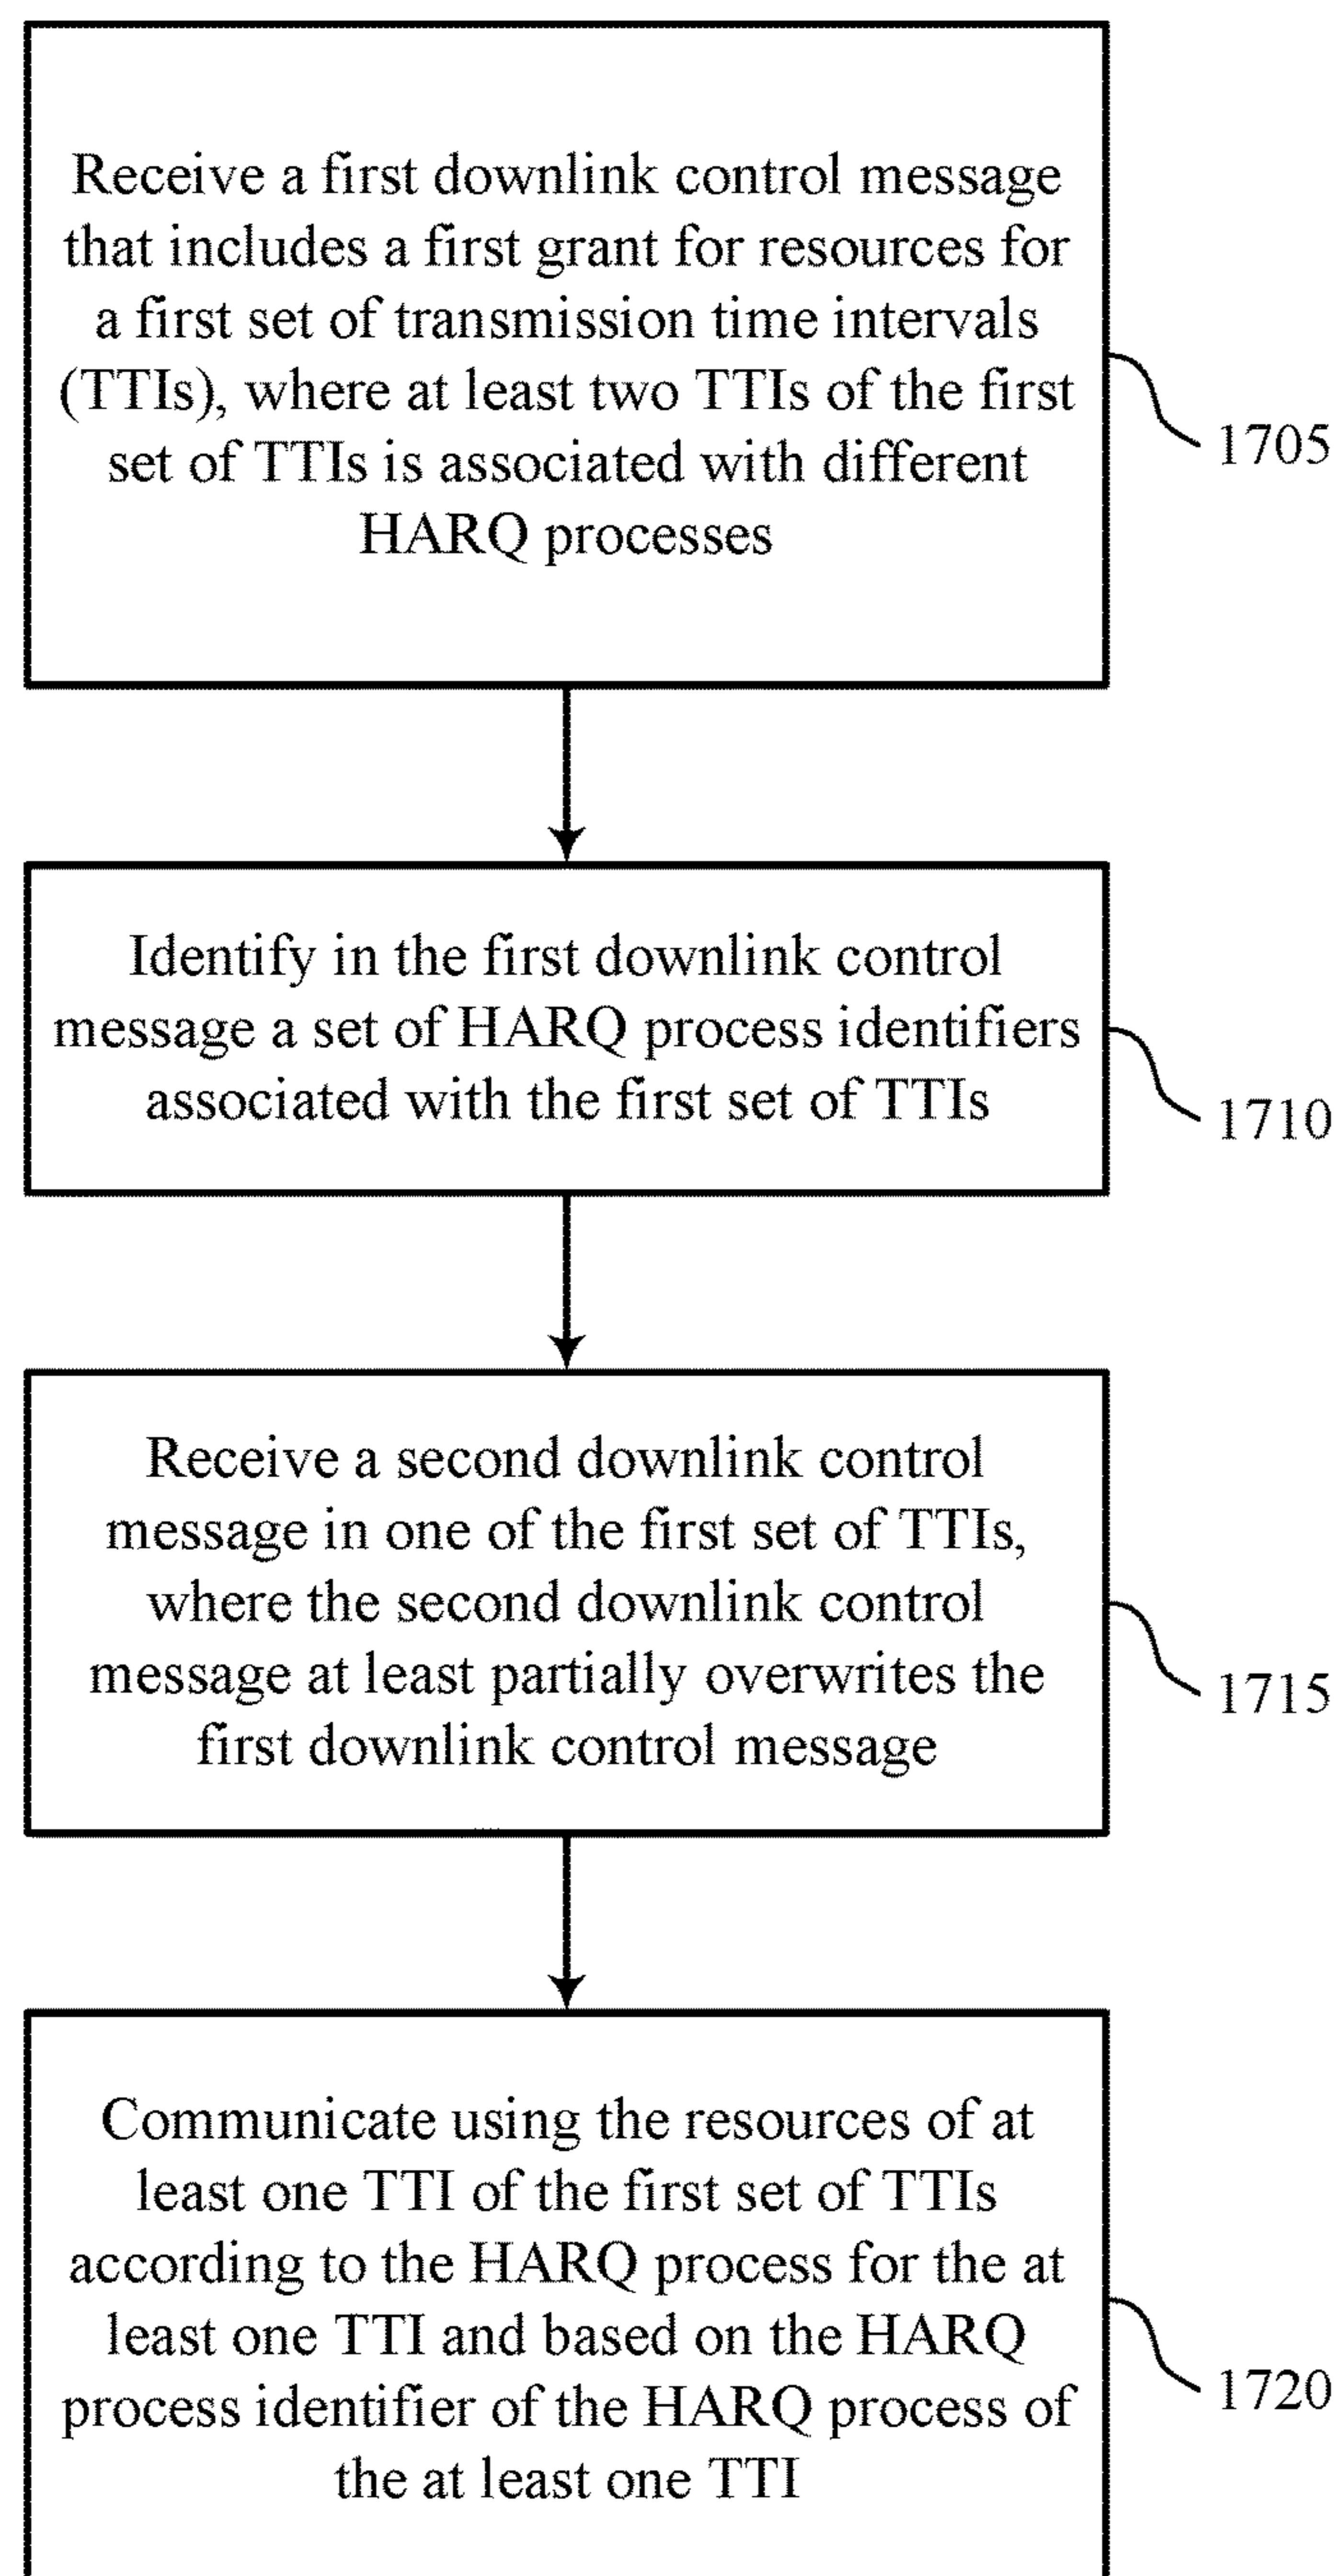 Receive a first downlink control message
that includes a first grant for resources for
a first set of transmission time intervals
(TTIs), where at least two TTIs of the first
set of TTIs is associated with different
HARQ processes
1705
Identify in the first downlink control
message a set of HARQ process identifiers
associated with the first set of TTIs
1710
Receive a second downlink control
message in one of the first set of TTIs,
where the second downlink control
message at least partially overwrites the
first downlink control message
1715
Communicate using the resources of at
least one TTI of the first set of TTIs
according to the HARQ process for the at
least one TTI and based on the HARQ
process identifier of the HARQ process of
the at least one TTI
1720